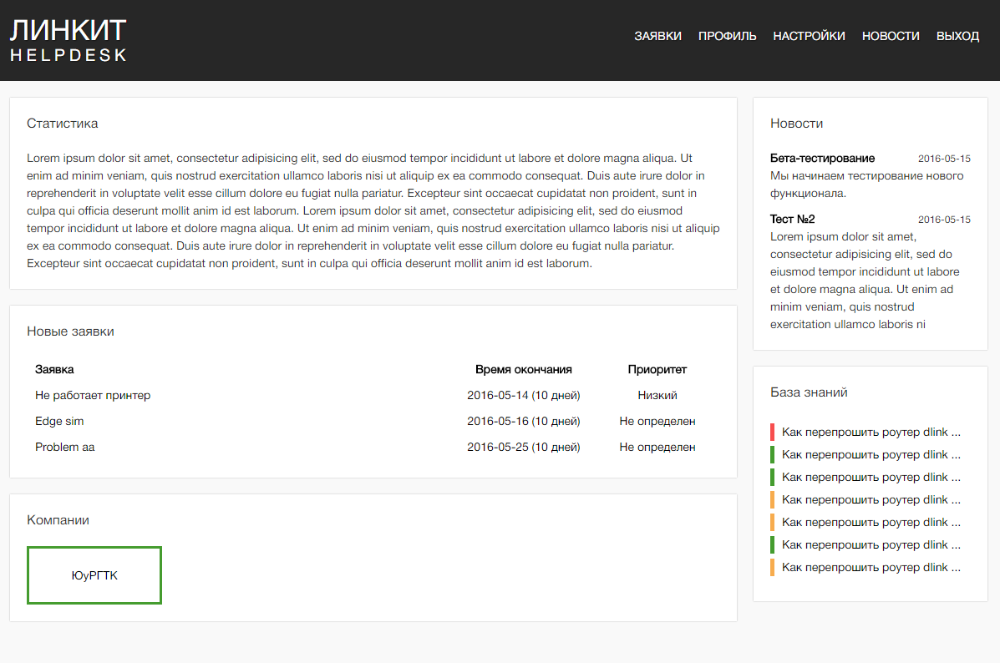 ЛИНКИТ
HELPDESK
ЗАЯВКИ ПРОФИЛЬ НАСТРОЙКИ НОВОСТИ ВЫХОД
Статистика
Lorem ipsum dolor sit amet, consectetur adipisicing elit, sed do eiusmod tempor incididunt ut labore et dolore magna aliqua. Ut
enim ad minim veniam, quis nostrud exercitation ullamco laboris nisi ut aliquip ex ea commodo consequat. Duis aute irure dolor in
reprehenderit in voluptate velit esse cillum dolore eu fugiat nulla pariatur. Excepteur sint occaecat cupidatat non proident, sunt in
culpa qui officia deserunt mollit anim id est laborum. Lorem ipsum dolor sit amet, consectetur adipisicing elit, sed do eiusmod
tempor incididunt ut labore et dolore magna aliqua. Ut enim ad minim veniam, quis nostrud exercitation ullamco laboris nisi ut aliquip
ex ea commodo consequat. Duis aute irure dolor in reprehenderit in voluptate velit esse cillum dolore eu fugiat nulla pariatur.
Excepteur sint occaecat cupidatat non proident, sunt in culpa qui officia deserunt mollit anim id est laborum.
Новые заявки
Заявка Время окончания Приоритет
Не работает принтер 2016-05-14 (10 дней) Низкий
Edge sim 2016-05-16 (10 дней) Не определен
Problem aa 2016-05-25 (10 дней) Не определен
Компании
ЮуРГТК
Новости
Бета-тестирование 2016-05-15
Мы начинаем тестирование нового
функционала.
Тест №2 2016-05-15
Lorem ipsum dolor sit amet,
consectetur adipisicing elit, sed do
eiusmod tempor incididunt ut labore
et dolore magna aliqua. Ut enim ad
minim veniam, quis nostrud
exercitation ullamco laboris ni
База знаний
Как перепрошить роутер dlink ...
Как перепрошить роутер dlink ...
Как перепрошить роутер dlink ...
Как перепрошить роутер dlink ...
Как перепрошить роутер dlink ...
Как перепрошить роутер dlink ...
Как перепрошить роутер dlink ...